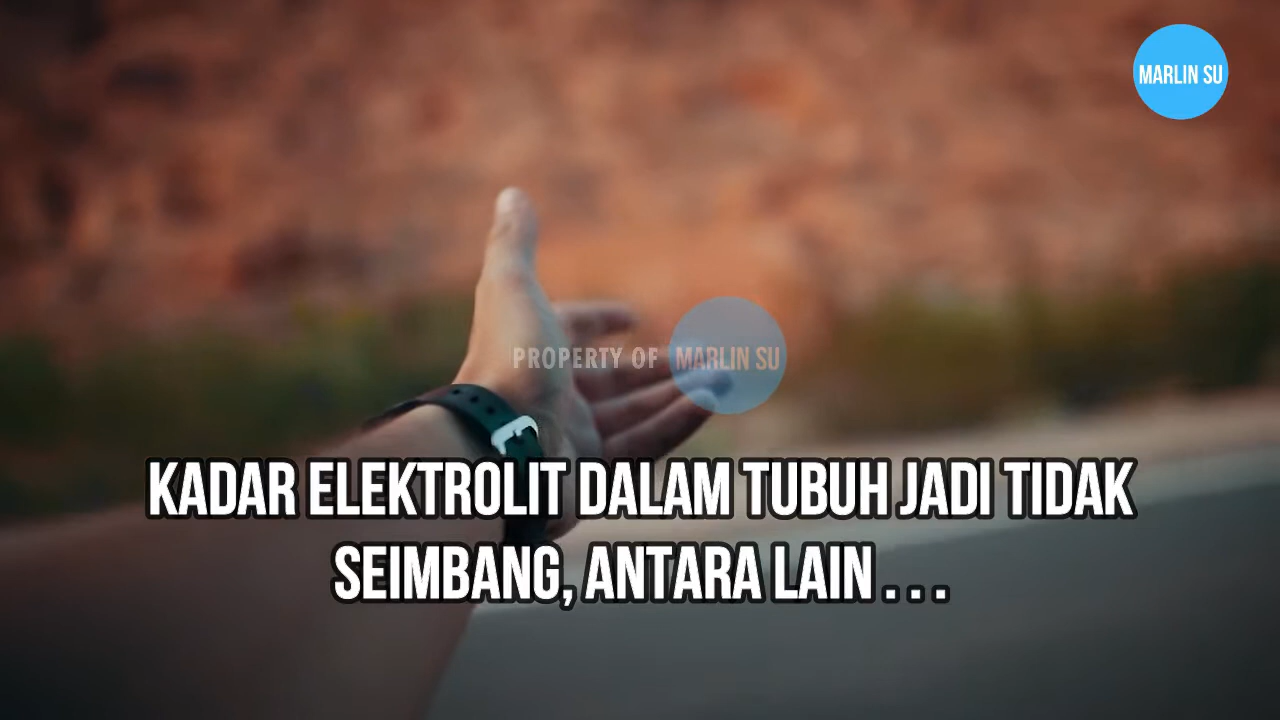 MARLIN SU
PROPERTY OF MARLIN SU
KADAR ELEKTROLIT DALAM TUBUH JADI TIDAK
SEIMBANG, ANTARA LAIN . . .